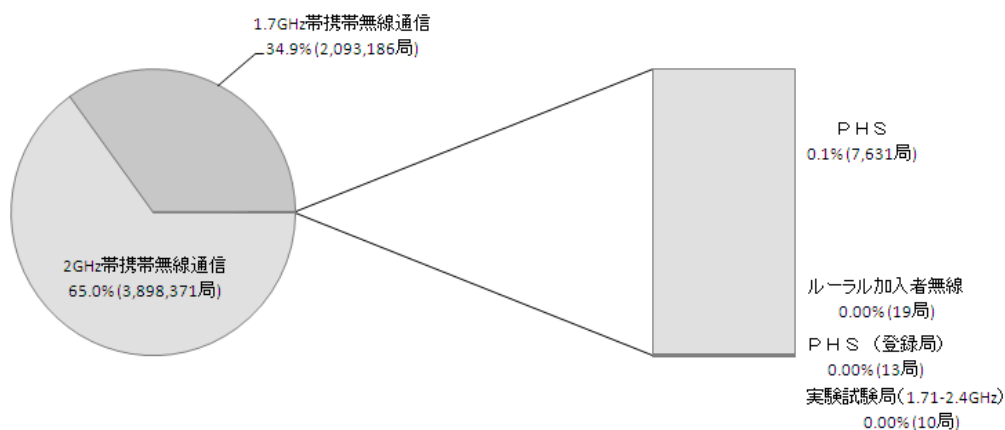 1.7GHz帯携帯無線通信
34.9%(2,093,186局)
2GHz帯携帯無線通信
65.0%(3,898,371局)
ＰＨＳ
0.1%(7,631局)
ルーラル加入者無線
0.00%(19局)
ＰＨＳ（登録局）
0.00%(13局)
実験試験局(1.71-2.4GHz)
0.00%(10局)